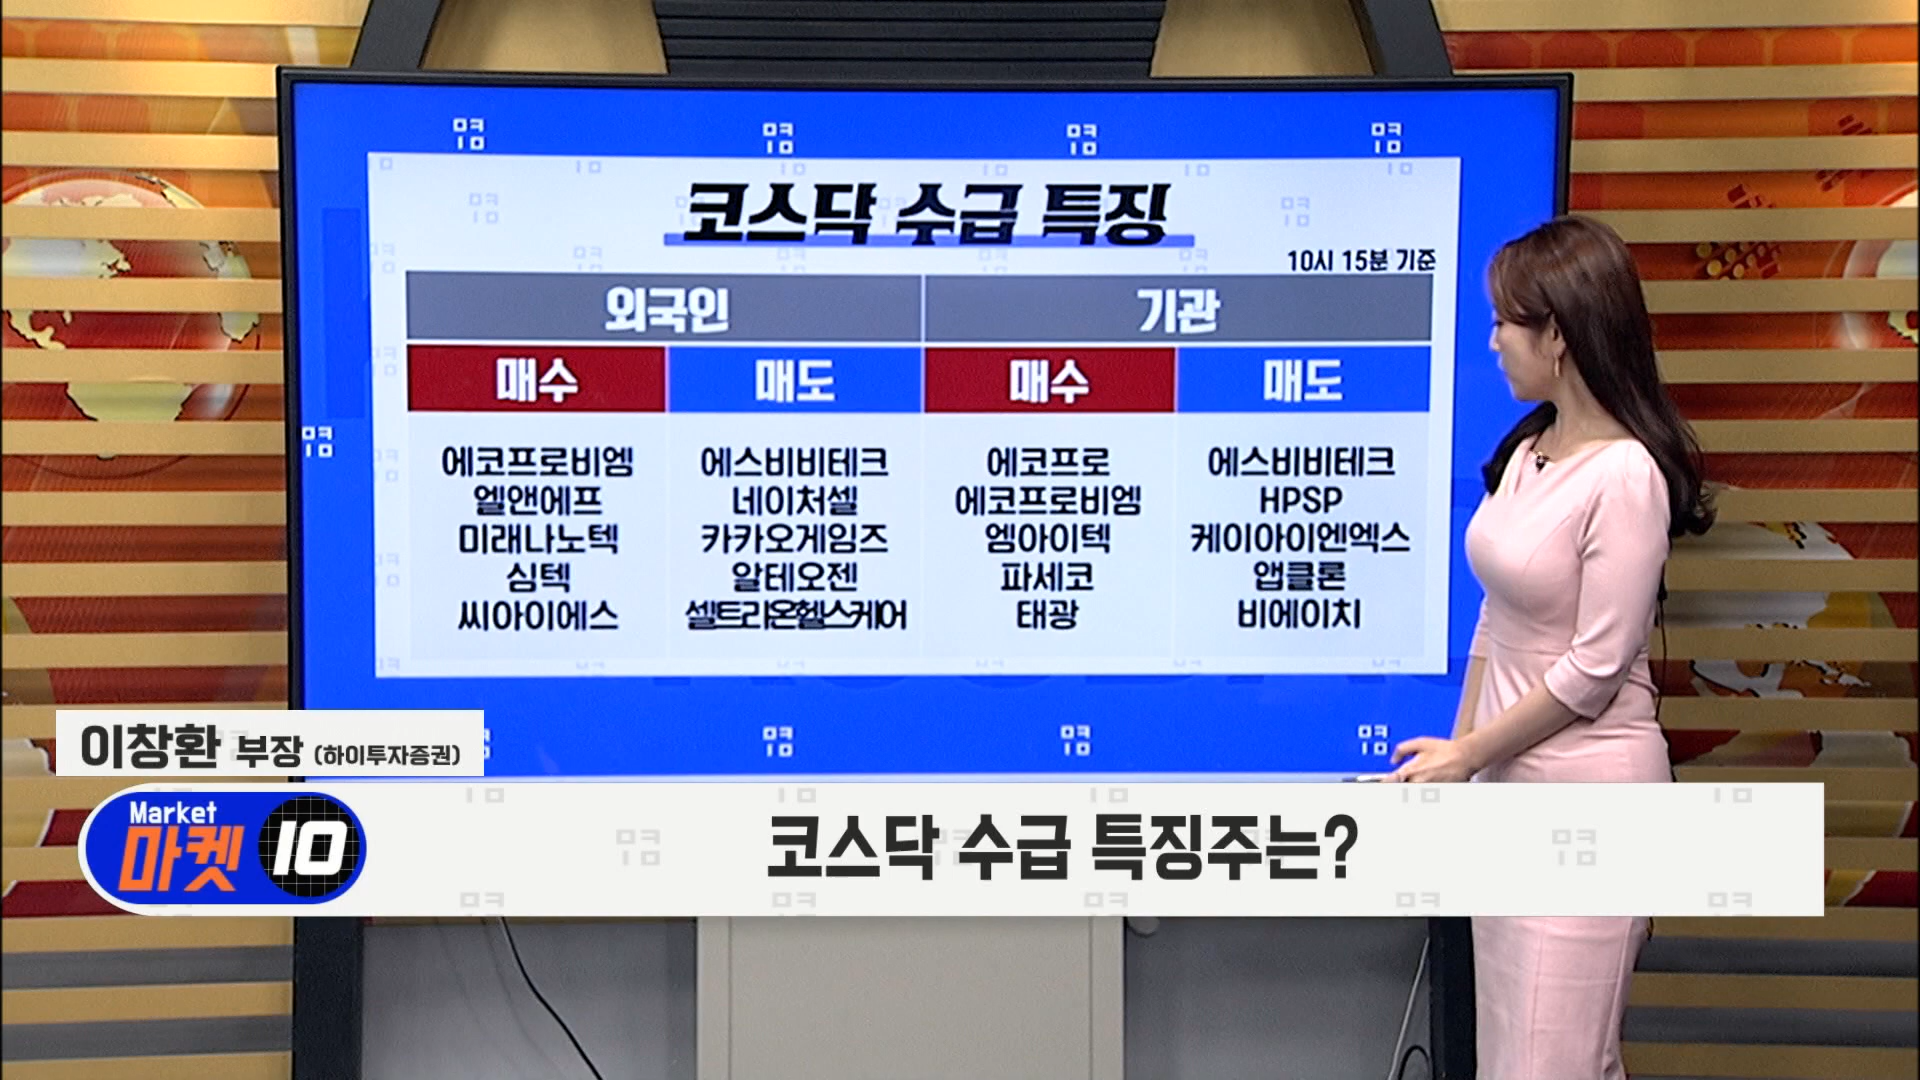 코스닥 수급 특징
10시 15분 기준
외국인 기관
매수 매도 매수 매도
에코프로비엠 에스비비테크 에코프로 에스비비테크
엘앤에프 네이처셀 에코프로비엠 HPSP
미래나노텍 카카오게임즈 엠아이텍 케이아이엔엑스
심텍 알테오젠 파세코 앱클론
씨아이에스 셀트리온헬스케어 태광 비에이치
이창환 부장 (하이투자증권)
Market
마켓 10
코스닥 수급 특징주는?